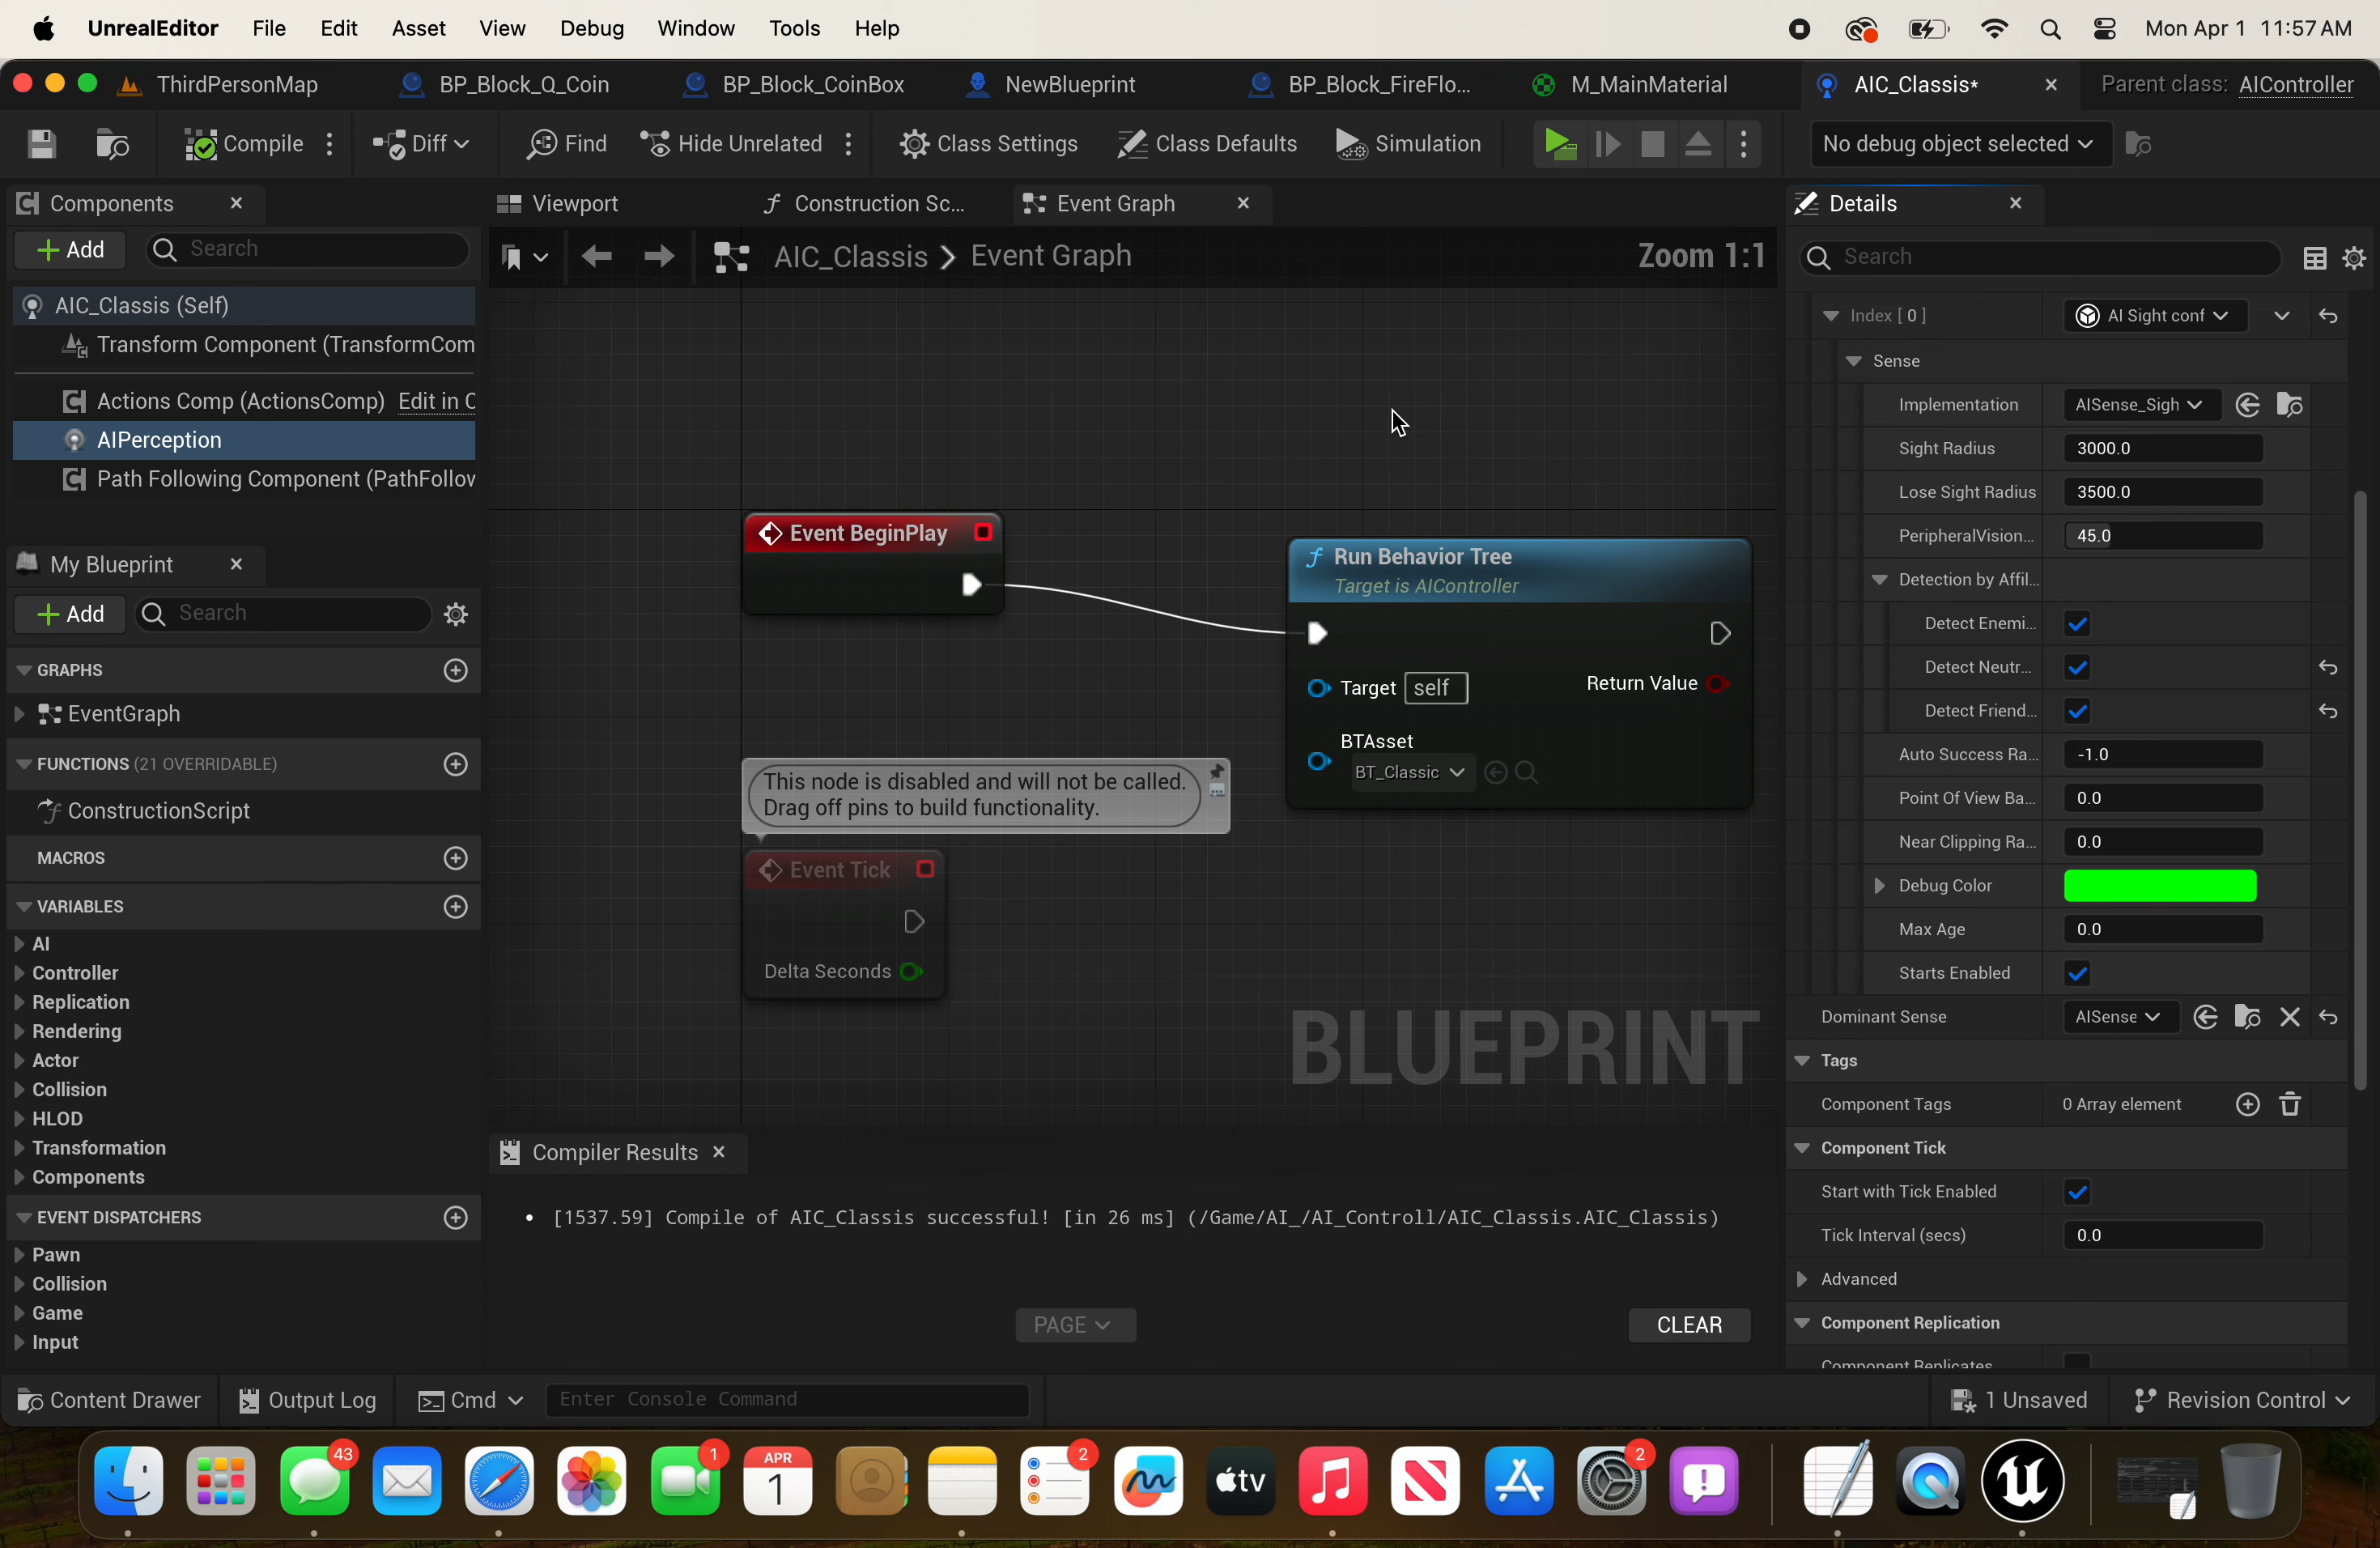 UnrealEditor File Edit Asset View Debug Window Tools Help Mon Apr 1 11:57 AM
ThirdPersonMap BP_Block_Q_Coin BP_Block_CoinBox NewBlueprint BP_Block_FireFlo... M_MainMaterial AIC_Classis* Parent class: AIController
Compile Diff Find Hide Unrelated Class Settings Class Defaults Simulation No debug object selected
Components
Add Search
AIC_Classis (Self)
Transform Component (TransformCom
Actions Comp (ActionsComp) Edit in C
AIPerception
Path Following Component (PathFollow
My Blueprint
Add Search
GRAPHS
EventGraph
FUNCTIONS (21 OVERRIDABLE)
ConstructionScript
MACROS
VARIABLES
AI
Controller
Replication
Rendering
Actor
Collision
HLOD
Transformation
Components
EVENT DISPATCHERS
Pawn
Collision
Game
Input
Viewport Construction Sc... Event Graph
AIC_Classis > Event Graph Zoom 1:1
Event BeginPlay
Run Behavior Tree
Target is AIController
Target self Return Value
BTAsset
BT_Classic
This node is disabled and will not be called.
Drag off pins to build functionality.
Event Tick
Delta Seconds
BLUEPRINT
Compiler Results
[1537.59] Compile of AIC_Classis successful! [in 26 ms] (/Game/AI_/AI_Controll/AIC_Classis.AIC_Classis)
PAGE CLEAR
Details
Search
Index [ 0 ] AI Sight conf
Sense
Implementation AISense_Sigh
Sight Radius 3000.0
Lose Sight Radius 3500.0
PeripheralVision... 45.0
Detection by Affil...
Detect Enemi...
Detect Neutr...
Detect Friend...
Auto Success Ra... -1.0
Point Of View Ba... 0.0
Near Clipping Ra... 0.0
Debug Color
Max Age 0.0
Starts Enabled
Dominant Sense AISense
Tags
Component Tags 0 Array element
Component Tick
Start with Tick Enabled
Tick Interval (secs) 0.0
Advanced
Component Replication
Component Replicates
Content Drawer Output Log Cmd Enter Console Command 1 Unsaved Revision Control
43 1 APR 1 2 tv 2